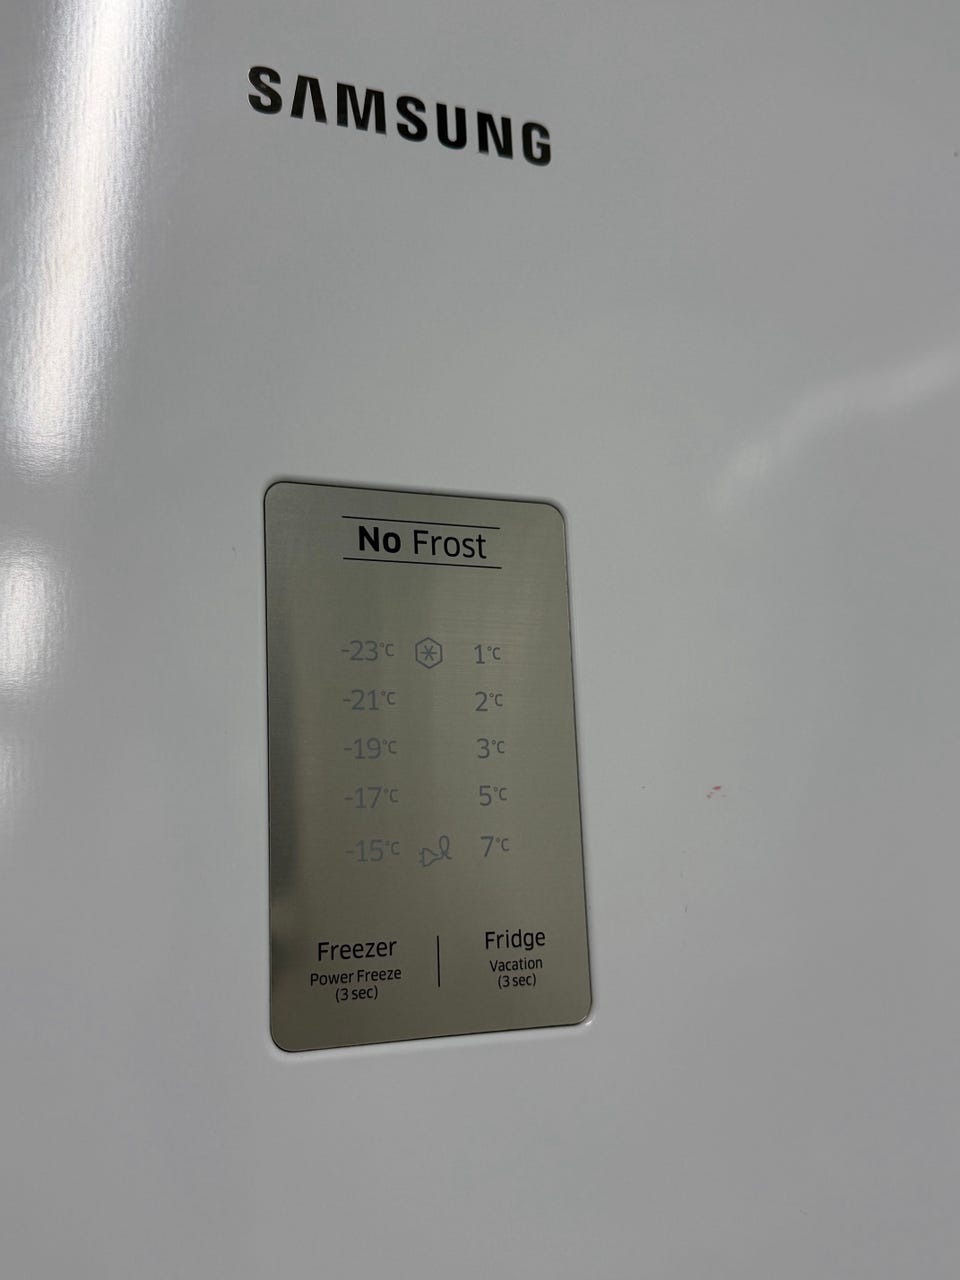 SAMSUNG
No Frost
-23°C 1°C
-21°C 2°C
-19°C 3°C
-17°C 5°C
-15°C 7°C
Freezer Fridge
Power Freeze Vacation
(3 sec) (3 sec)